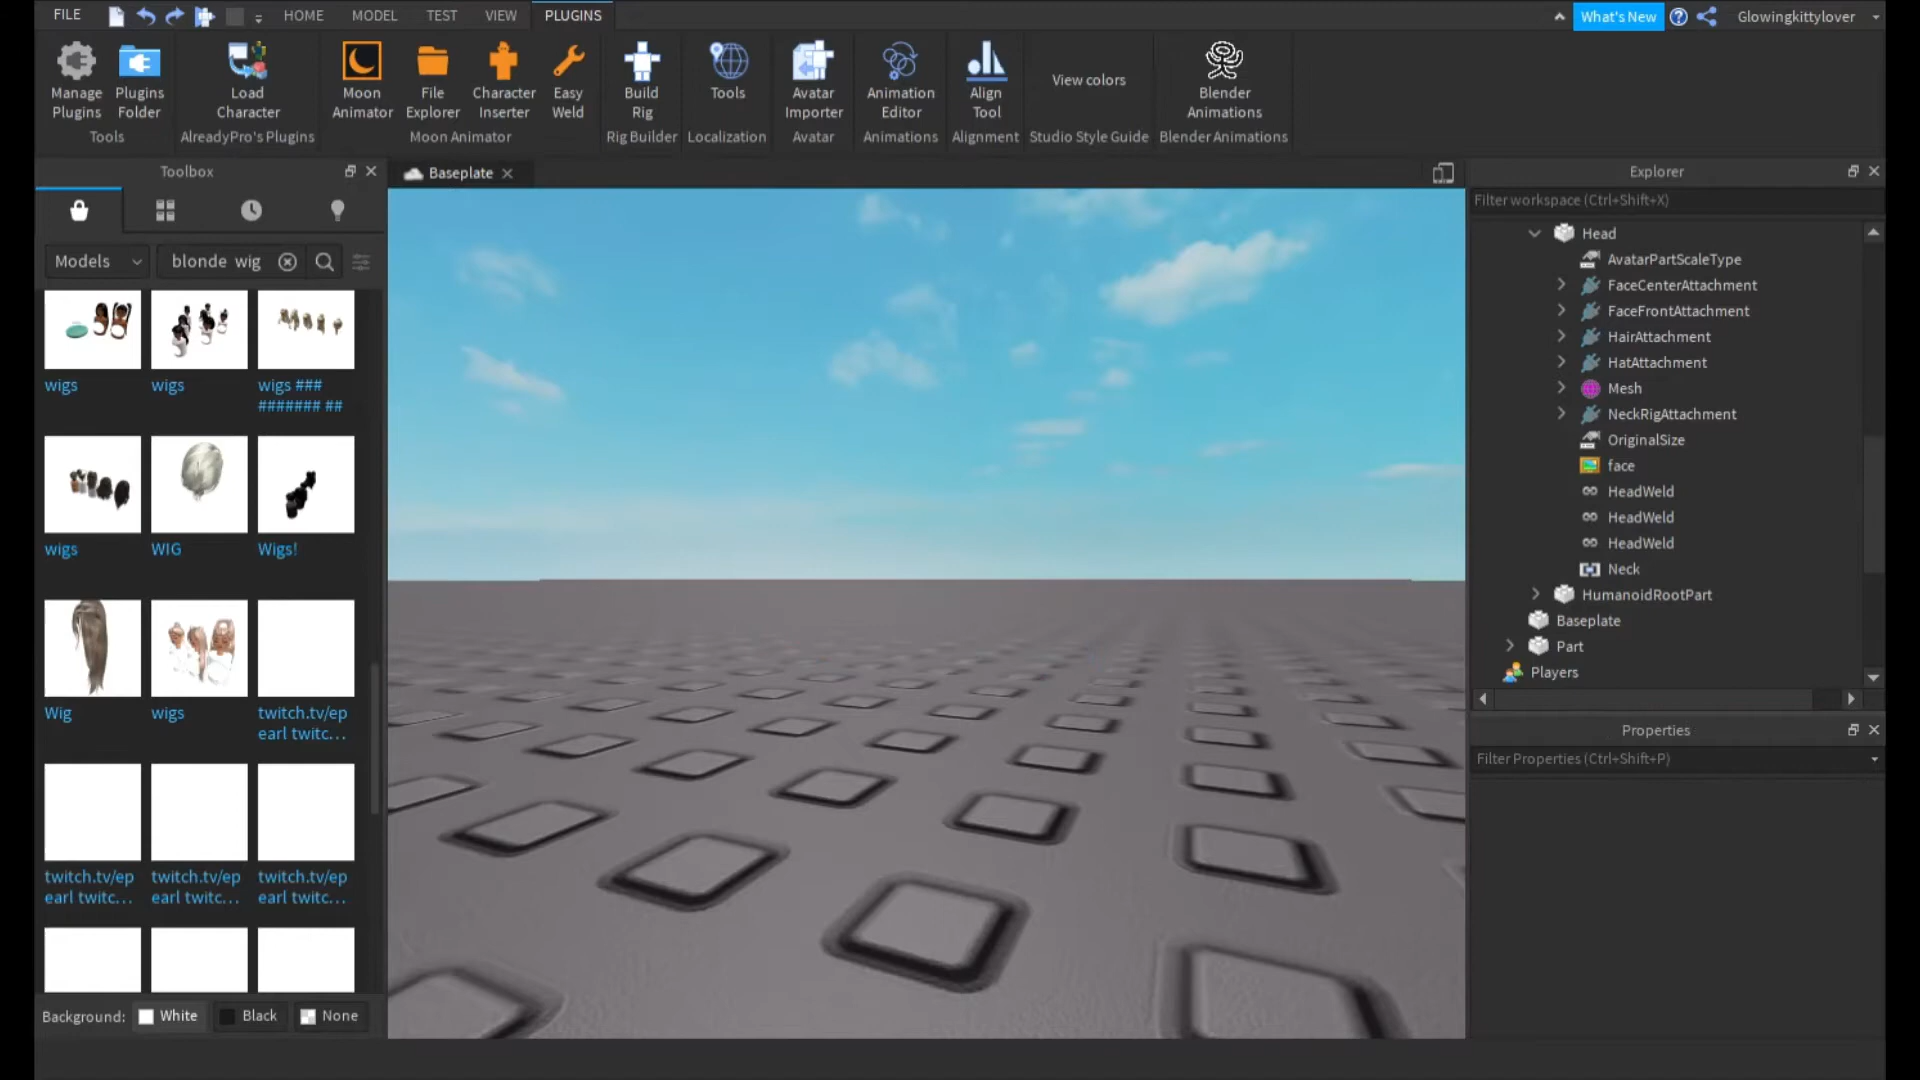 FILE HOME MODEL TEST VIEW PLUGINS What's New Glowingkittylover
Manage Plugins
Plugins Folder
Tools
Load Character
AlreadyPro's Plugins
Moon Animator
File Explorer
Character Inserter
Easy Weld
Moon Animator
Build Rig
Rig Builder
Tools
Localization
Avatar Importer
Avatar
Animation Editor
Animations
Align Tool
Alignment
View colors
Studio Style Guide
Blender Animations
Blender Animations
Toolbox
Models
blonde wig
wigs
wigs
wigs ###
####### ##
wigs
WIG
Wigs!
Wig
wigs
twitch.tv/ep
earl twitc...
twitch.tv/ep
earl twitc...
twitch.tv/ep
earl twitc...
twitch.tv/ep
earl twitc...
Background: White Black None
Baseplate
Explorer
Filter workspace (Ctrl+Shift+X)
Head
AvatarPartScaleType
FaceCenterAttachment
FaceFrontAttachment
HairAttachment
HatAttachment
Mesh
NeckRigAttachment
OriginalSize
face
HeadWeld
HeadWeld
HeadWeld
Neck
HumanoidRootPart
Baseplate
Part
Players
Properties
Filter Properties (Ctrl+Shift+P)